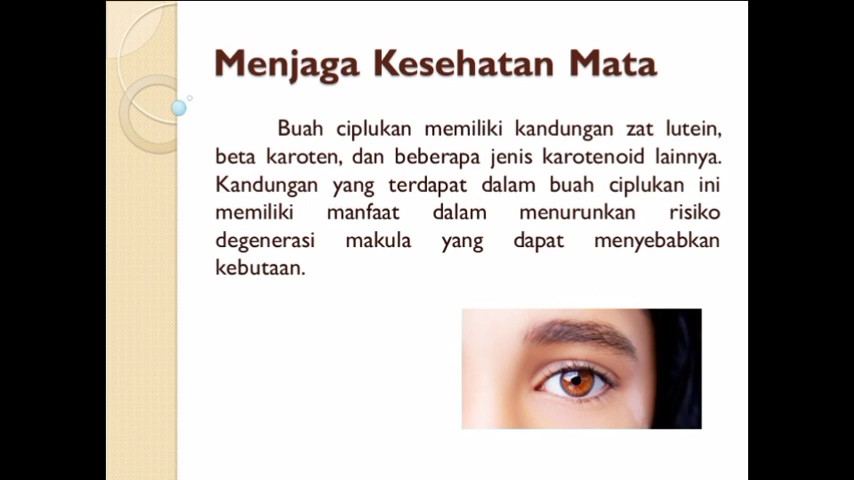 Menjaga Kesehatan Mata
Buah ciplukan memiliki kandungan zat lutein,
beta karoten, dan beberapa jenis karotenoid lainnya.
Kandungan yang terdapat dalam buah ciplukan ini
memiliki manfaat dalam menurunkan risiko
degenerasi makula yang dapat menyebabkan
kebutaan.